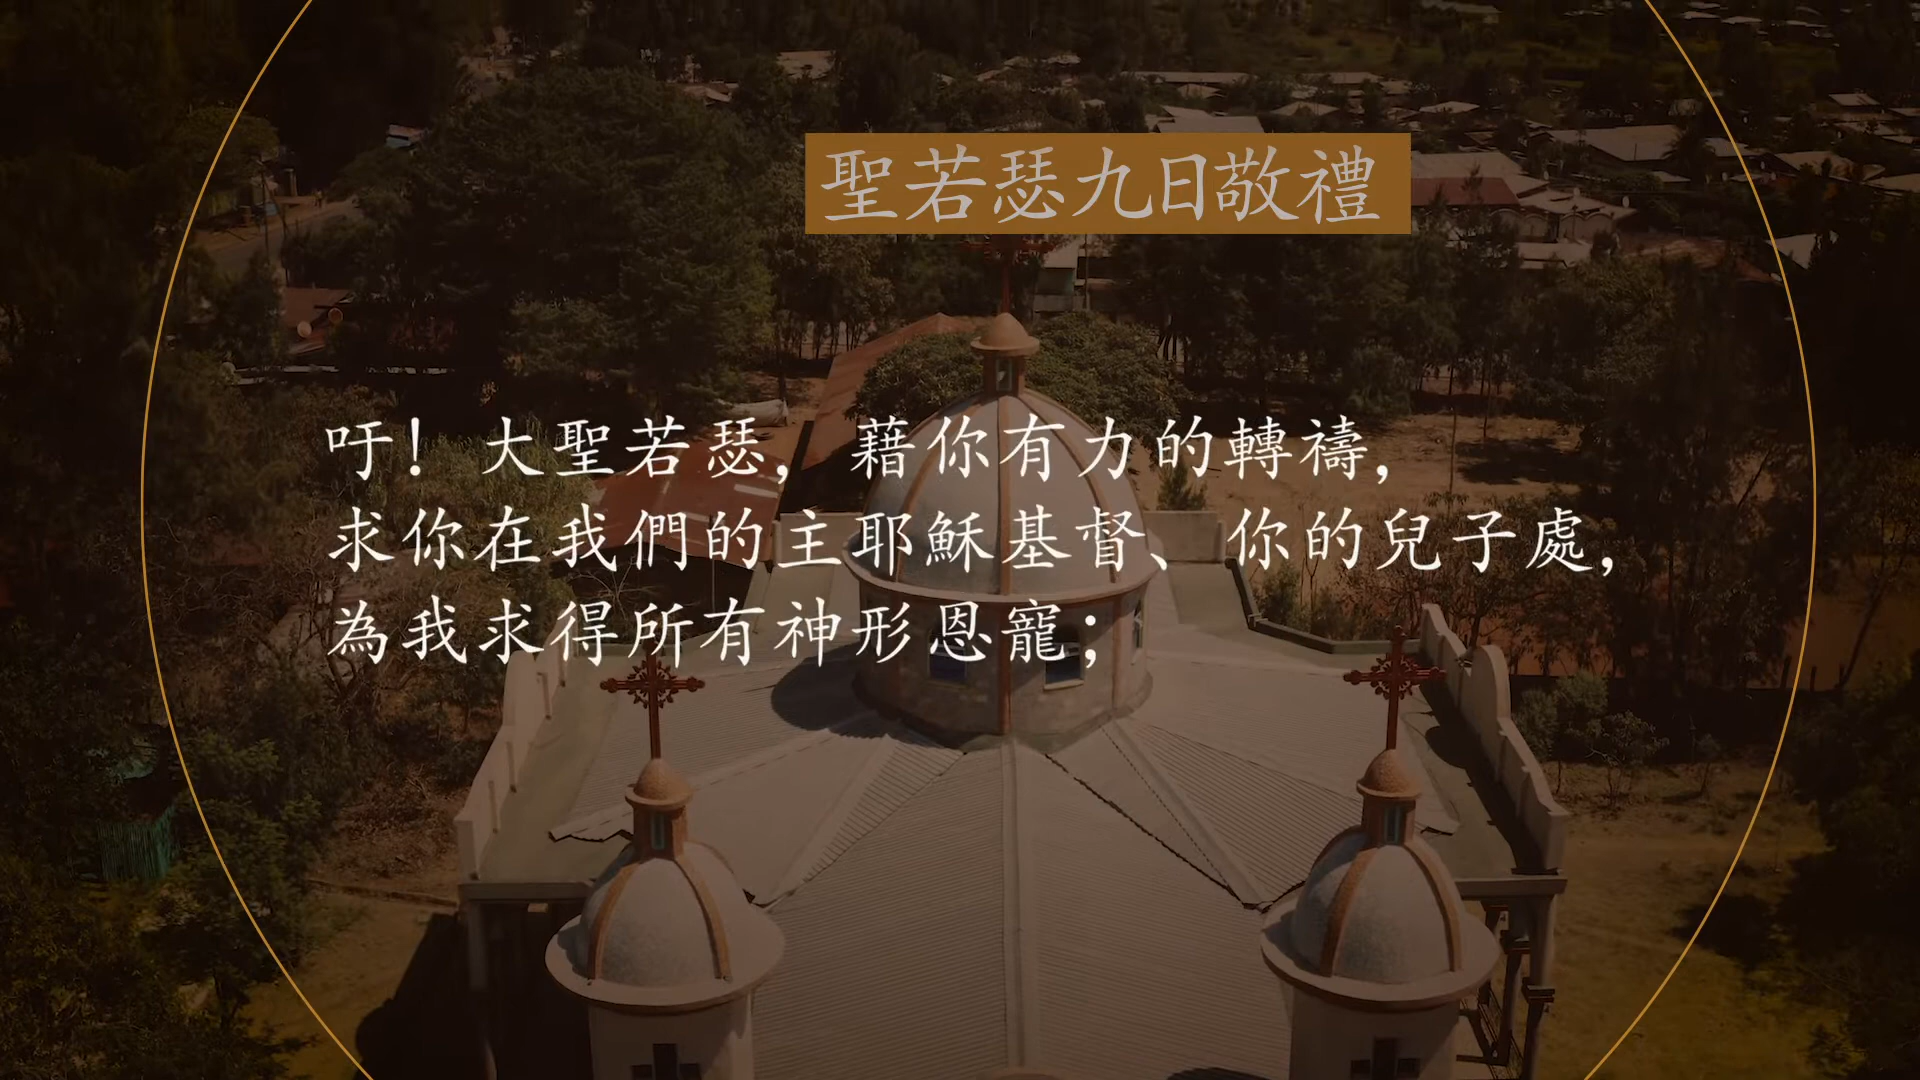 聖若瑟九日敬禮
吁！大聖若瑟，藉你有力的轉禱，
求你在我們的主耶穌基督、你的兒子處，
為我求得所有神形恩寵；